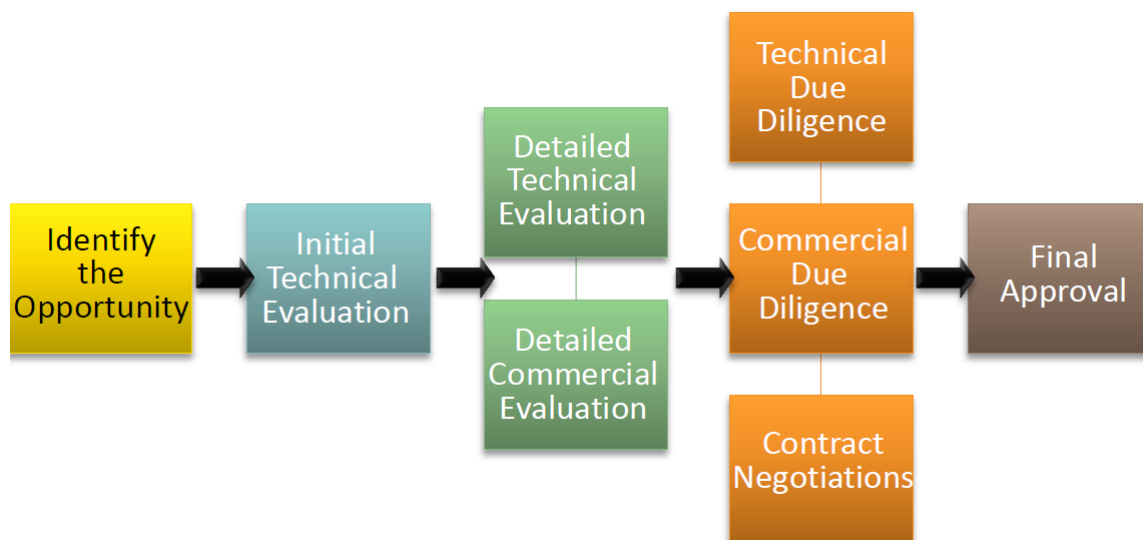 Identify
the
Opportunity
Initial
Technical
Evaluation
Detailed
Technical
Evaluation
Detailed
Commercial
Evaluation
Technical
Due
Diligence
Commercial
Due
Diligence
Contract
Negotiations
Final
Approval